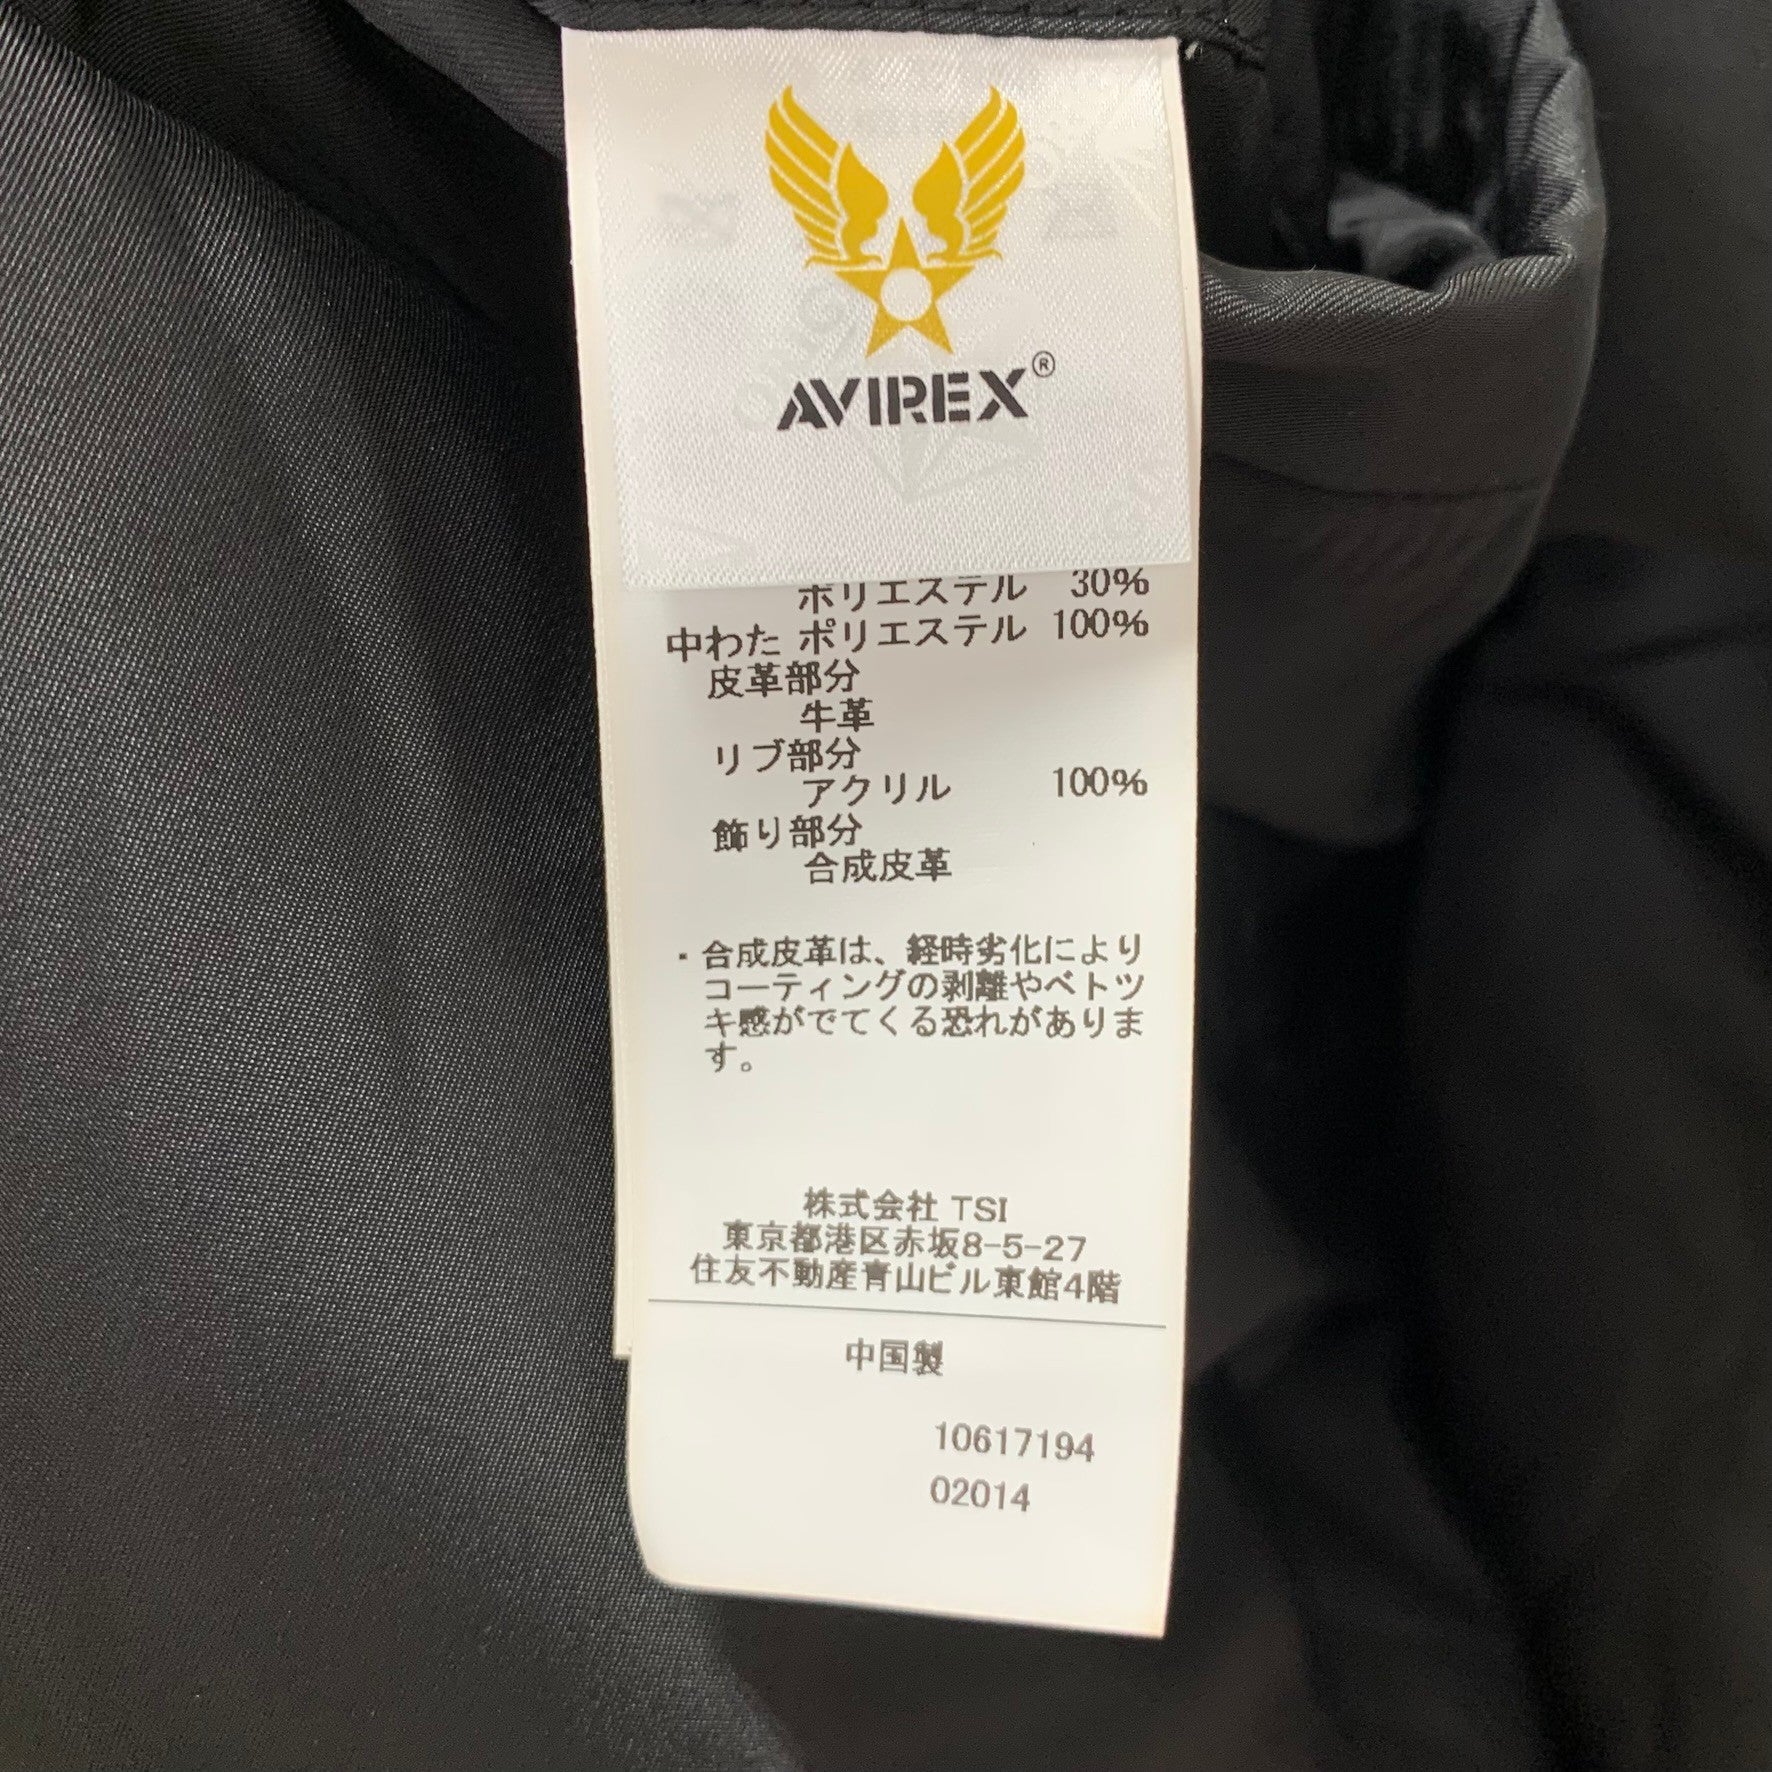 AVIREX®
ポリエステル 30%
中わた ポリエステル 100%
皮革部分
牛革
リブ部分
アクリル 100%
飾り部分
合成皮革
・合成皮革は、経時劣化により
コーティングの剥離やベトツ
キ感がでてくる恐れがありま
す。
株式会社 TSI
東京都港区赤坂8-5-27
住友不動産青山ビル東館4階
中国製
10617194
02014